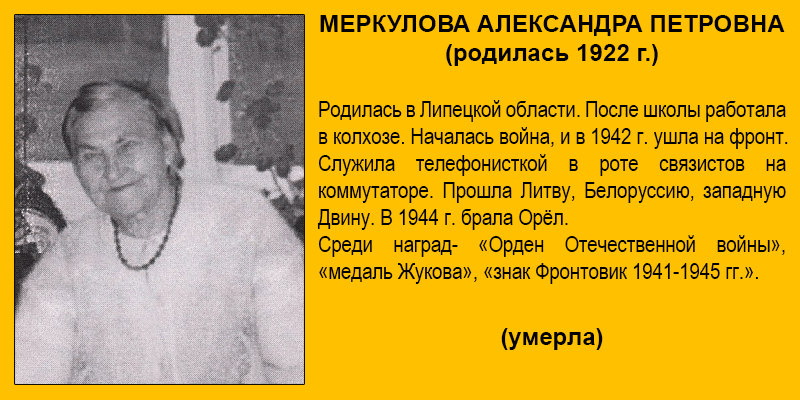 МЕРКУЛОВА АЛЕКСАНДРА ПЕТРОВНА
(родилась 1922 г.)
Родилась в Липецкой области. После школы работала
в колхозе. Началась война, и в 1942 г. ушла на фронт.
Служила телефонисткой в роте связистов на
коммутаторе. Прошла Литву, Белоруссию, западную
Двину. В 1944 г. брала Орёл.
Среди наград- «Орден Отечественной войны»,
«медаль Жукова», «знак Фронтовик 1941-1945 гг.».
(умерла)